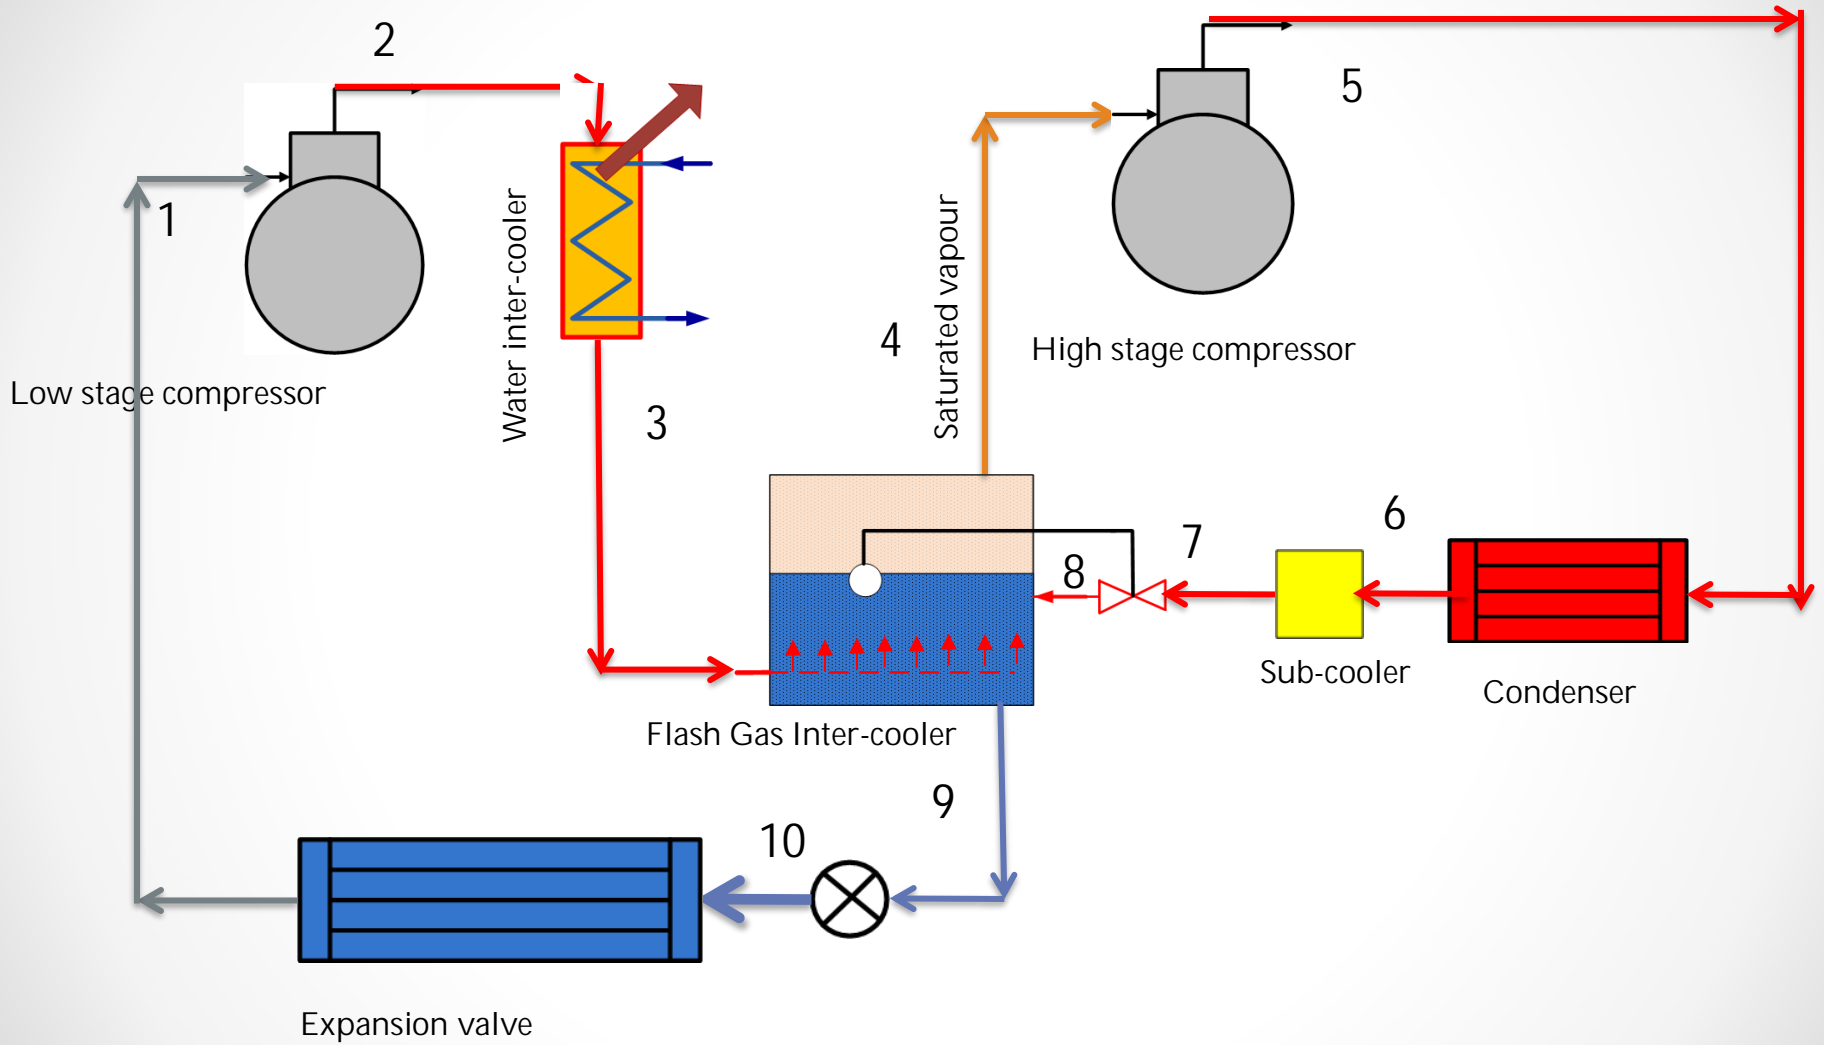 2
5
1
Water inter-cooler
Saturated vapour
4
High stage compressor
Low stage compressor
3
6
7
8
Sub-cooler
Condenser
Flash Gas Inter-cooler
9
10
Expansion valve